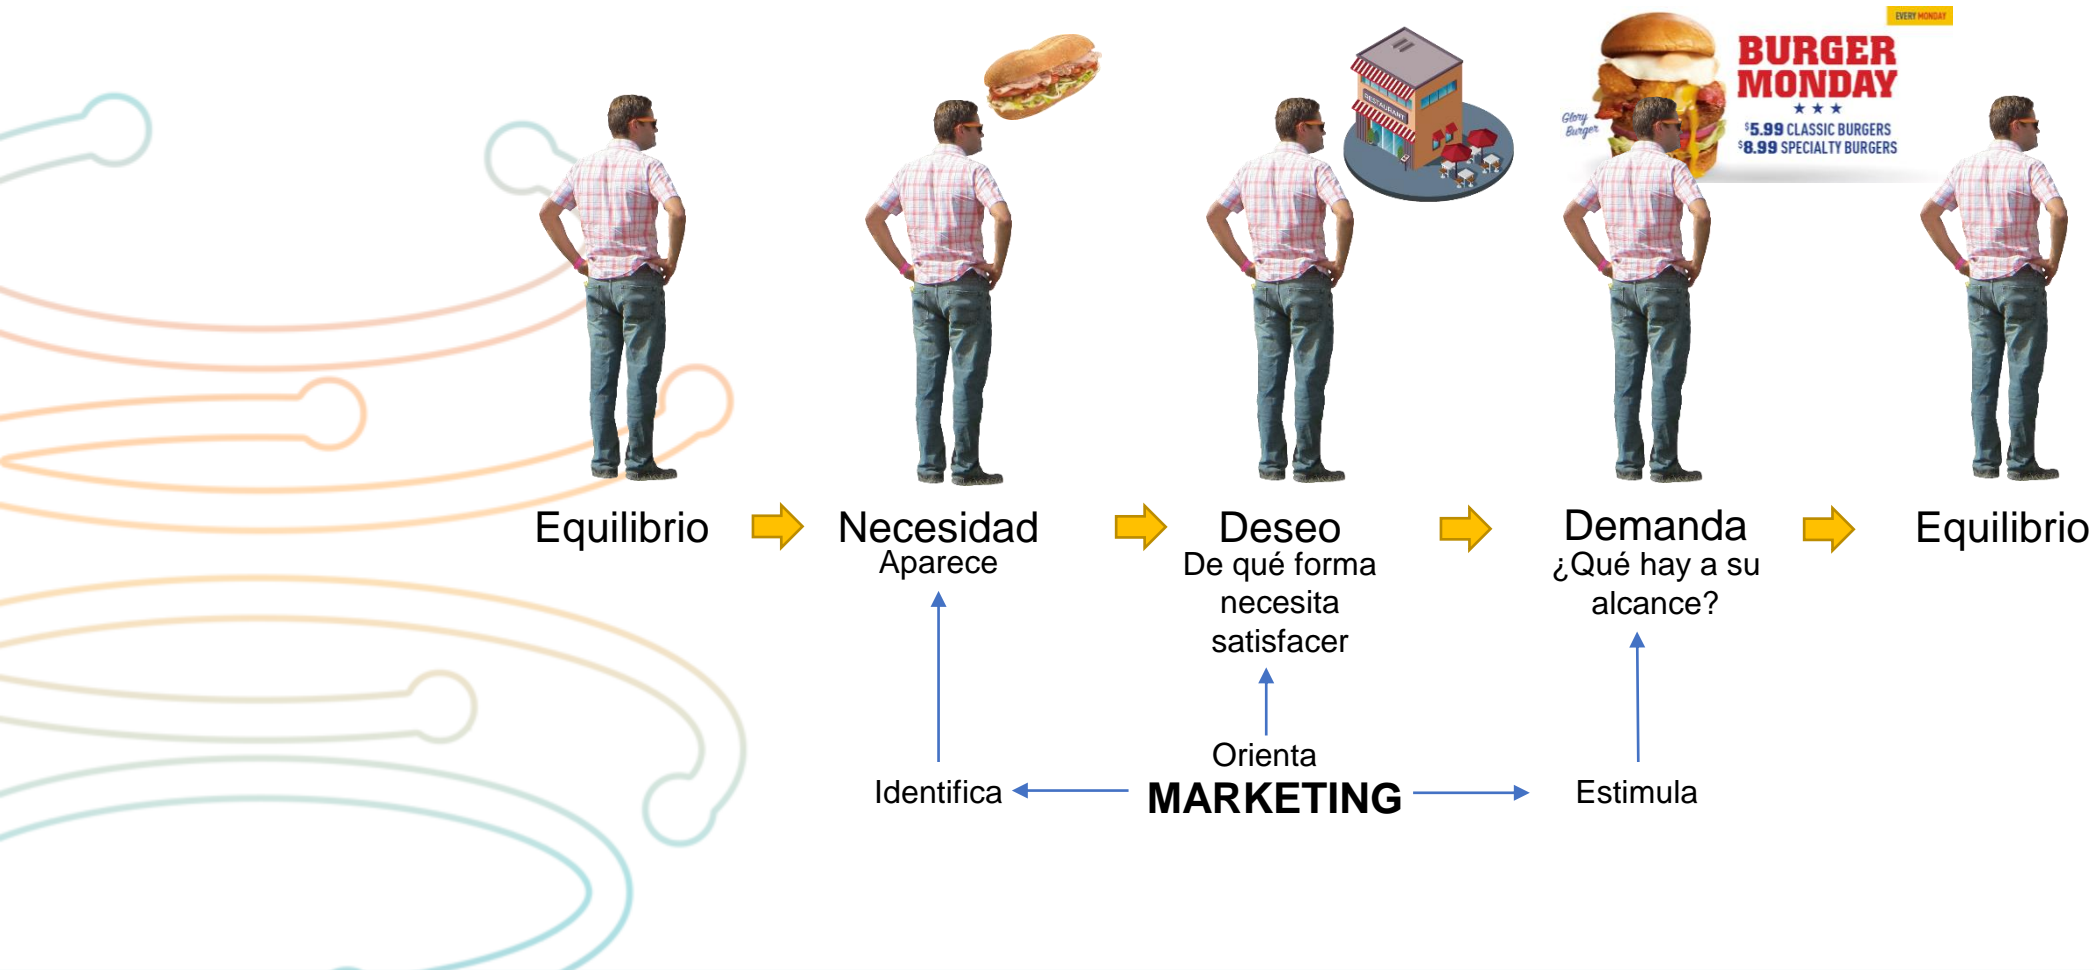 EVERY MONDAY
BURGER
MONDAY
Glory
Burger
$5.99 CLASSIC BURGERS
$8.99 SPECIALTY BURGERS
RESTAURANT
Equilibrio
Necesidad
Aparece
Deseo
De qué forma
necesita
satisfacer
Demanda
¿Qué hay a su
alcance?
Equilibrio
Orienta
Identifica
MARKETING
Estimula